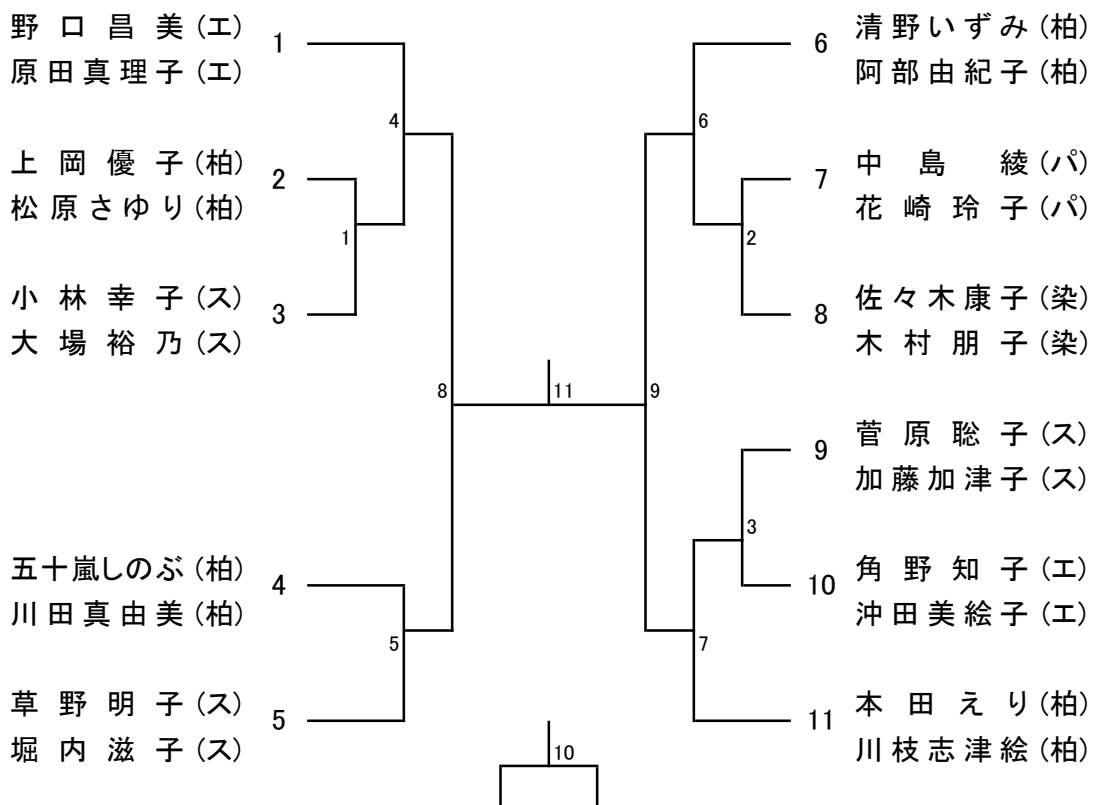 野口昌美(エ)
1
原田真理子(エ)
上岡優子(柏)
2
松原さゆり(柏)
小林幸子(ス)
3
大場裕乃(ス)
五十嵐しのぶ(柏)
4
川田真由美(柏)
草野明子(ス)
5
堀内滋子(ス)
4
1
8
5
11
10
9
6
2
3
7
清野いずみ(柏)
6
阿部由紀子(柏)
中島綾(パ)
7
花崎玲子(パ)
佐々木康子(染)
8
木村朋子(染)
菅原聡子(ス)
9
加藤加津子(ス)
角野知子(エ)
10
沖田美絵子(エ)
本田えり(柏)
11
川枝志津絵(柏)